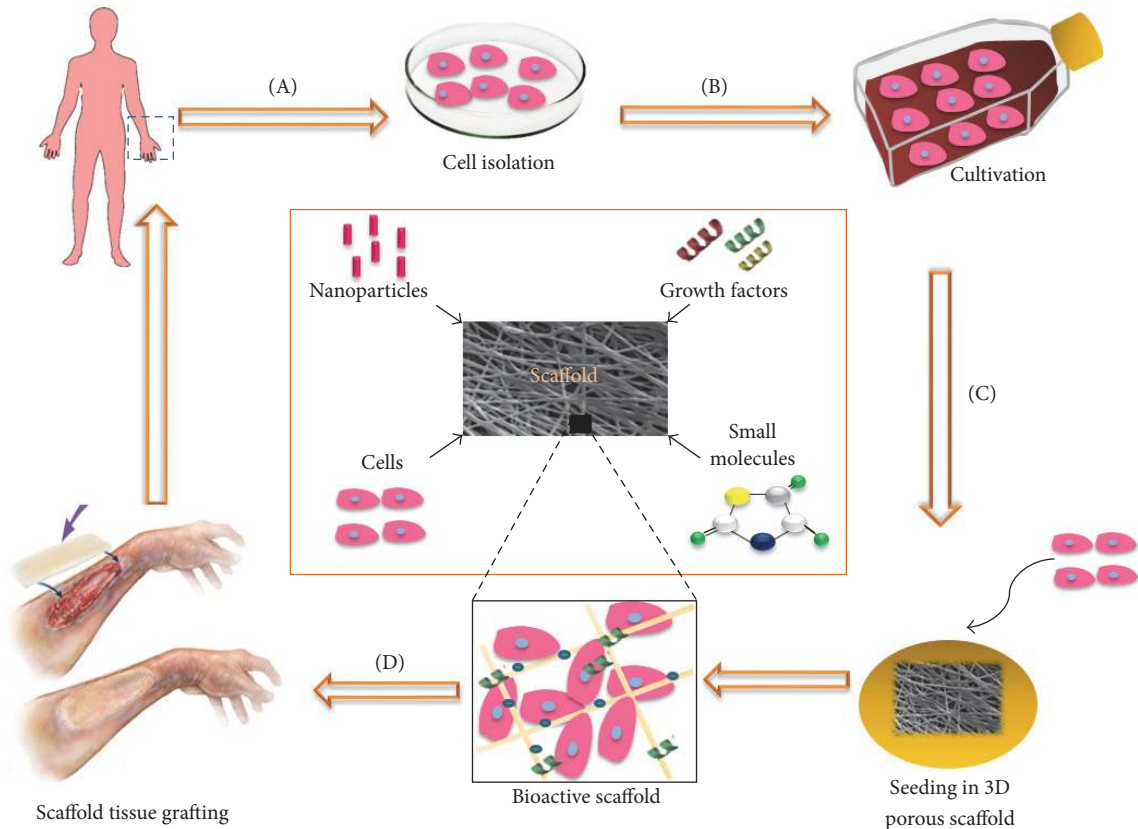 (A)
Cell isolation
(B)
Cultivation
Nanoparticles
Growth factors
Scaffold
Cells
Small
molecules
(C)
Seeding in 3D
porous scaffold
Bioactive scaffold
(D)
Scaffold tissue grafting